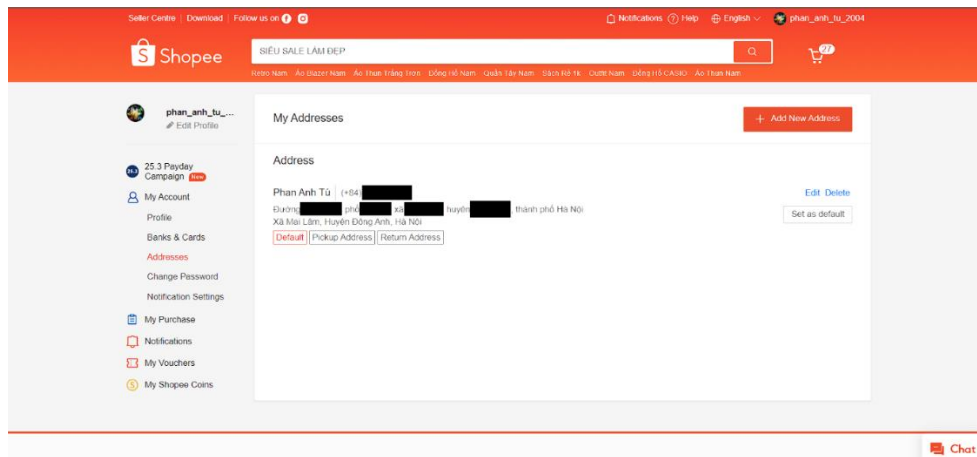 Seller Centre | Download | Follow us on
Notifications Help English phan_anh_tu_2004
Shopee
SIÊU SALE LÀM ĐẸP
27
Retro Nam Áo Blazer Nam Áo Thun Trắng Trơn Đồng Hồ Nam Quần Tây Nam Sách Rẻ 1k Outfit Nam Đồng Hồ CASIO Áo Thun Nam
phan_anh_tu_...
Edit Profile
25.3 Payday
Campaign New
My Account
Profile
Banks & Cards
Addresses
Change Password
Notification Settings
My Purchase
Notifications
My Vouchers
My Shopee Coins
My Addresses
+ Add New Address
Address
Phan Anh Tú | (+84)
Edit Delete
Đường phố xã huyện , thành phố Hà Nội
Set as default
Xã Mai Lâm, Huyện Đông Anh, Hà Nội
Default Pickup Address Return Address
Chat